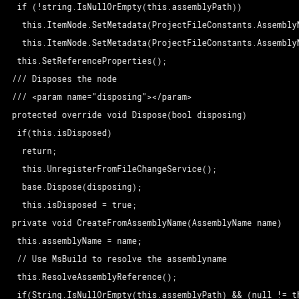 if (!string.IsNullOrEmpty(this.assemblyPath))
this.ItemNode.SetMetadata(ProjectFileConstants.
this.ItemNode.SetMetadata(ProjectFileConstants.
this.SetReferenceProperties();
/// Disposes the node
/// <param name="disposing"></param>
protected override void Dispose(bool disposing)
if(this.isDisposed)
return;
this.UnregisterFromFileChangeService();
base.Dispose(disposing);
this.isDisposed = true;
private void CreateFromAssemblyName(AssemblyName name)
this.assemblyName = name;
// Use MsBuild to resolve the assemblyname
this.ResolveAssemblyReference();
if(String.IsNullOrEmpty(this.assemblyPath) && (null != th